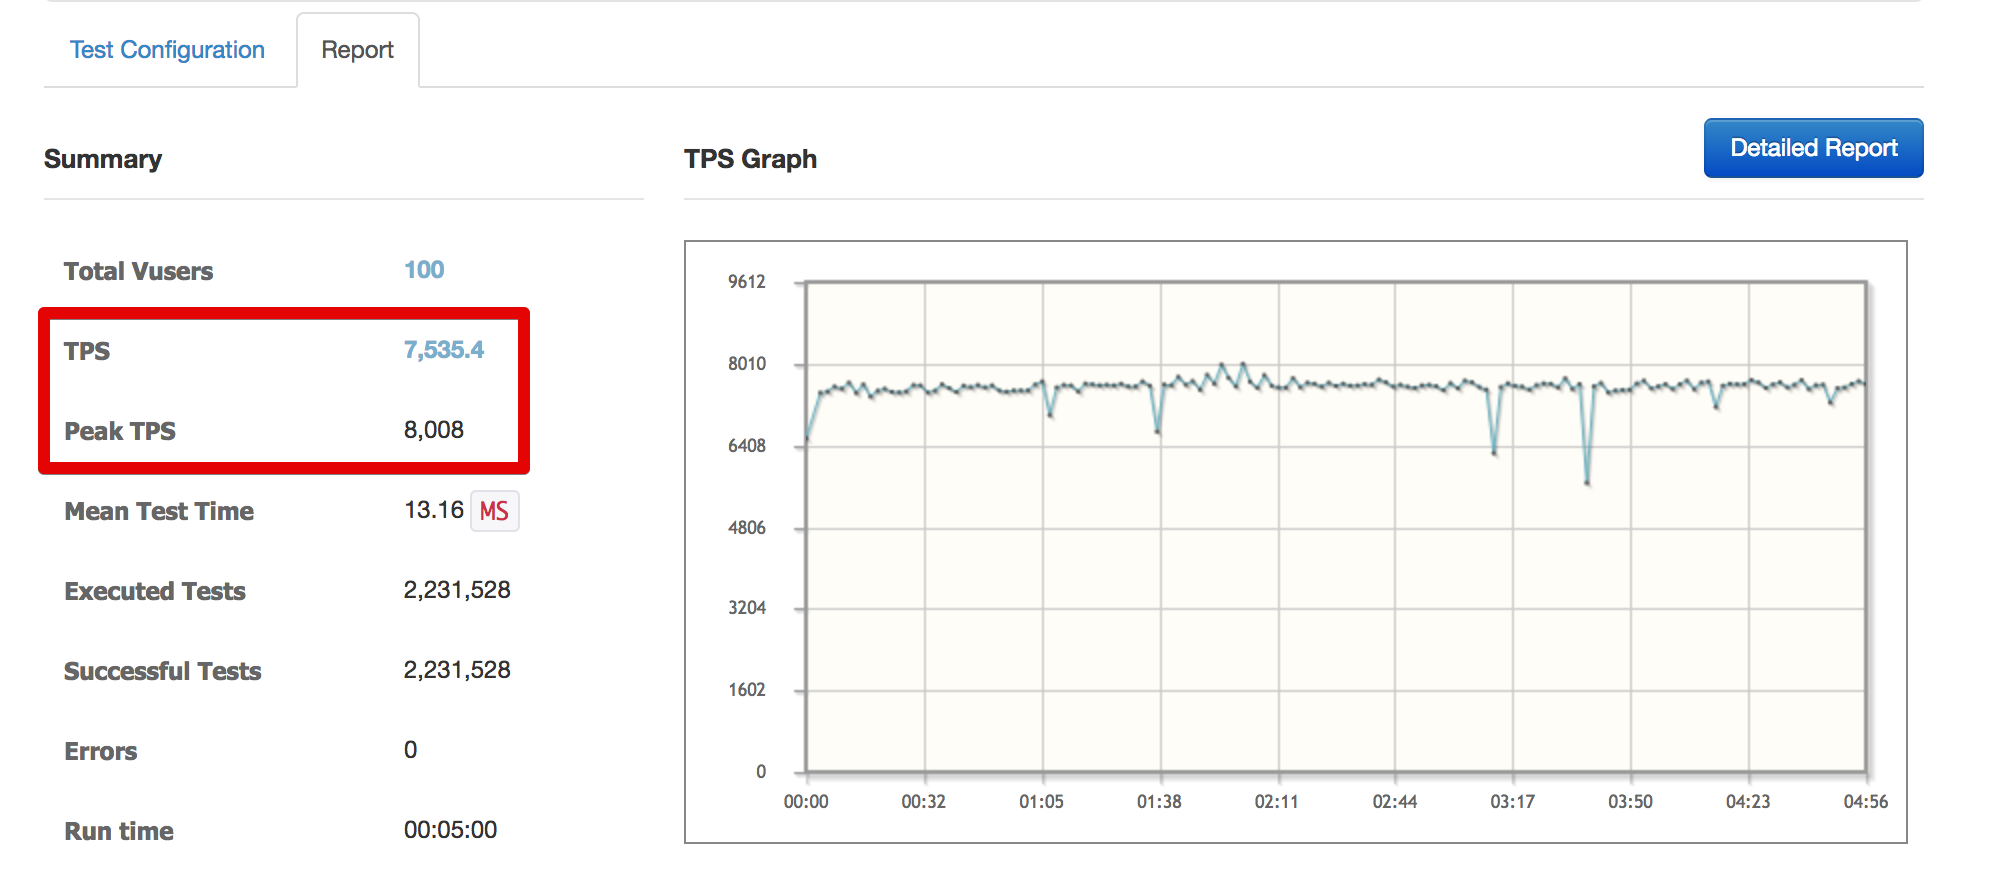 Test Configuration
Report
Summary
Total Vusers 100
TPS 7,535.4
Peak TPS 8,008
Mean Test Time 13.16 MS
Executed Tests 2,231,528
Successful Tests 2,231,528
Errors 0
Run time 00:05:00
TPS Graph
Detailed Report
9612
8010
6408
4806
3204
1602
0
00:00 00:32 01:05 01:38 02:11 02:44 03:17 03:50 04:23 04:56